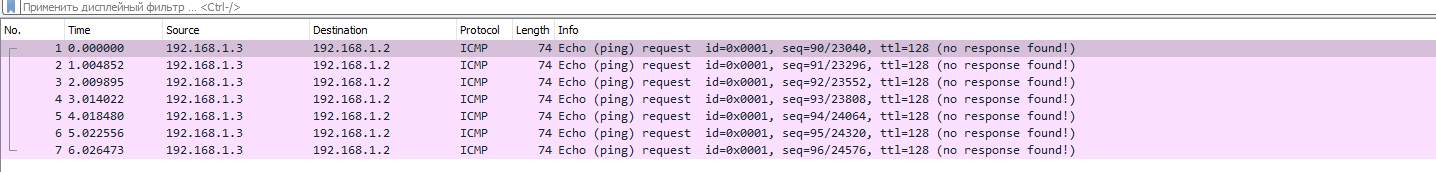 Применить дисплейный фильтр ... <Ctrl-/>
No. Time Source Destination Protocol Length Info
1 0.000000 192.168.1.3 192.168.1.2 ICMP 74 Echo (ping) request id=0x0001, seq=90/23040, ttl=128 (no response found!)
2 1.004852 192.168.1.3 192.168.1.2 ICMP 74 Echo (ping) request id=0x0001, seq=91/23296, ttl=128 (no response found!)
3 2.009895 192.168.1.3 192.168.1.2 ICMP 74 Echo (ping) request id=0x0001, seq=92/23552, ttl=128 (no response found!)
4 3.014022 192.168.1.3 192.168.1.2 ICMP 74 Echo (ping) request id=0x0001, seq=93/23808, ttl=128 (no response found!)
5 4.018480 192.168.1.3 192.168.1.2 ICMP 74 Echo (ping) request id=0x0001, seq=94/24064, ttl=128 (no response found!)
6 5.022556 192.168.1.3 192.168.1.2 ICMP 74 Echo (ping) request id=0x0001, seq=95/24320, ttl=128 (no response found!)
7 6.026473 192.168.1.3 192.168.1.2 ICMP 74 Echo (ping) request id=0x0001, seq=96/24576, ttl=128 (no response found!)